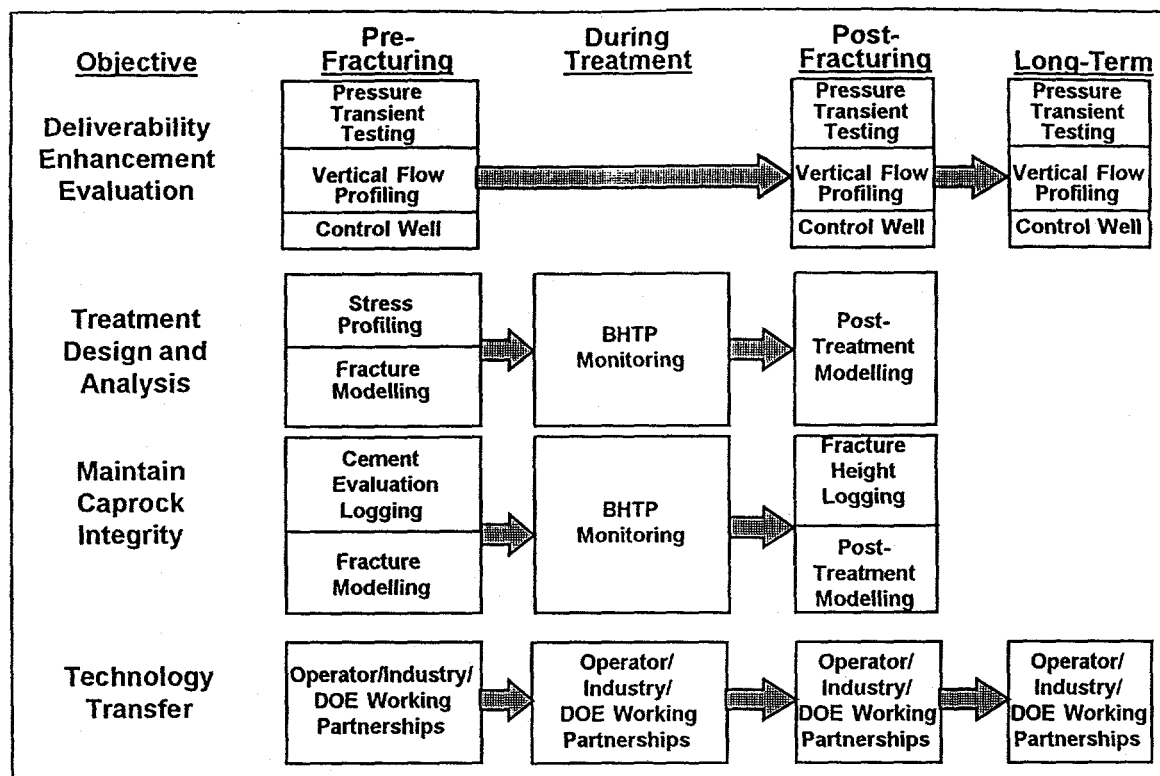 Objective
Pre-
Fracturing
During
Treatment
Post-
Fracturing
Long-Term
Deliverability
Enhancement
Evaluation
Pressure
Transient
Testing
Vertical Flow
Profiling
Control Well
Pressure
Transient
Testing
Vertical Flow
Profiling
Control Well
Pressure
Transient
Testing
Vertical Flow
Profiling
Control Well
Treatment
Design and
Analysis
Stress
Profiling
Fracture
Modelling
BHTP
Monitoring
Post-
Treatment
Modelling
Maintain
Caprock
Integrity
Cement
Evaluation
Logging
Fracture
Modelling
BHTP
Monitoring
Fracture
Height
Logging
Post-
Treatment
Modelling
Technology
Transfer
Operator/Industry/
DOE Working
Partnerships
Operator/
Industry/
DOE Working
Partnerships
Operator/
Industry/
DOE Working
Partnerships
Operator/
Industry/
DOE Working
Partnerships